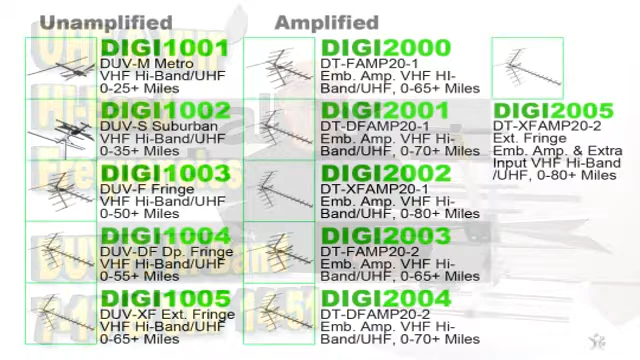 Unamplified
DIGI1001
DUV-M Metro
VHF Hi-Band/UHF
0-25+ Miles
DIGI1002
DUV-S Suburban
VHF Hi-Band/UHF
0-35+ Miles
DIGI1003
DUV-F Fringe
VHF Hi-Band/UHF
0-50+ Miles
DIGI1004
DUV-DF Dp. Fringe
VHF Hi-Band/UHF
0-55+ Miles
DIGI1005
DUV-XF Ext. Fringe
VHF Hi-Band/UHF
0-65+ Miles
Amplified
DIGI2000
DT-FAMP20-1
Emb. Amp. VHF HI-
Band/UHF, 0-65+ Miles
DIGI2001
DT-DFAMP20-1
Emb. Amp. VHF Hi-
Band/UHF, 0-70+ Miles
DIGI2002
DT-XFAMP20-1
Emb. Amp. VHF Hi-
Band/UHF, 0-80+ Miles
DIGI2003
DT-FAMP20-2
Emb. Amp. VHF Hi-
Band/UHF, 0-65+ Miles
DIGI2004
DT-DFAMP20-2
Emb. Amp. VHF Hi-
Band/UHF, 0-70+ Miles
DIGI2005
DT-XFAMP20-2
Ext. Fringe
Emb. Amp. & Extra
Input VHF Hi-Band
/UHF, 0-80+ Miles